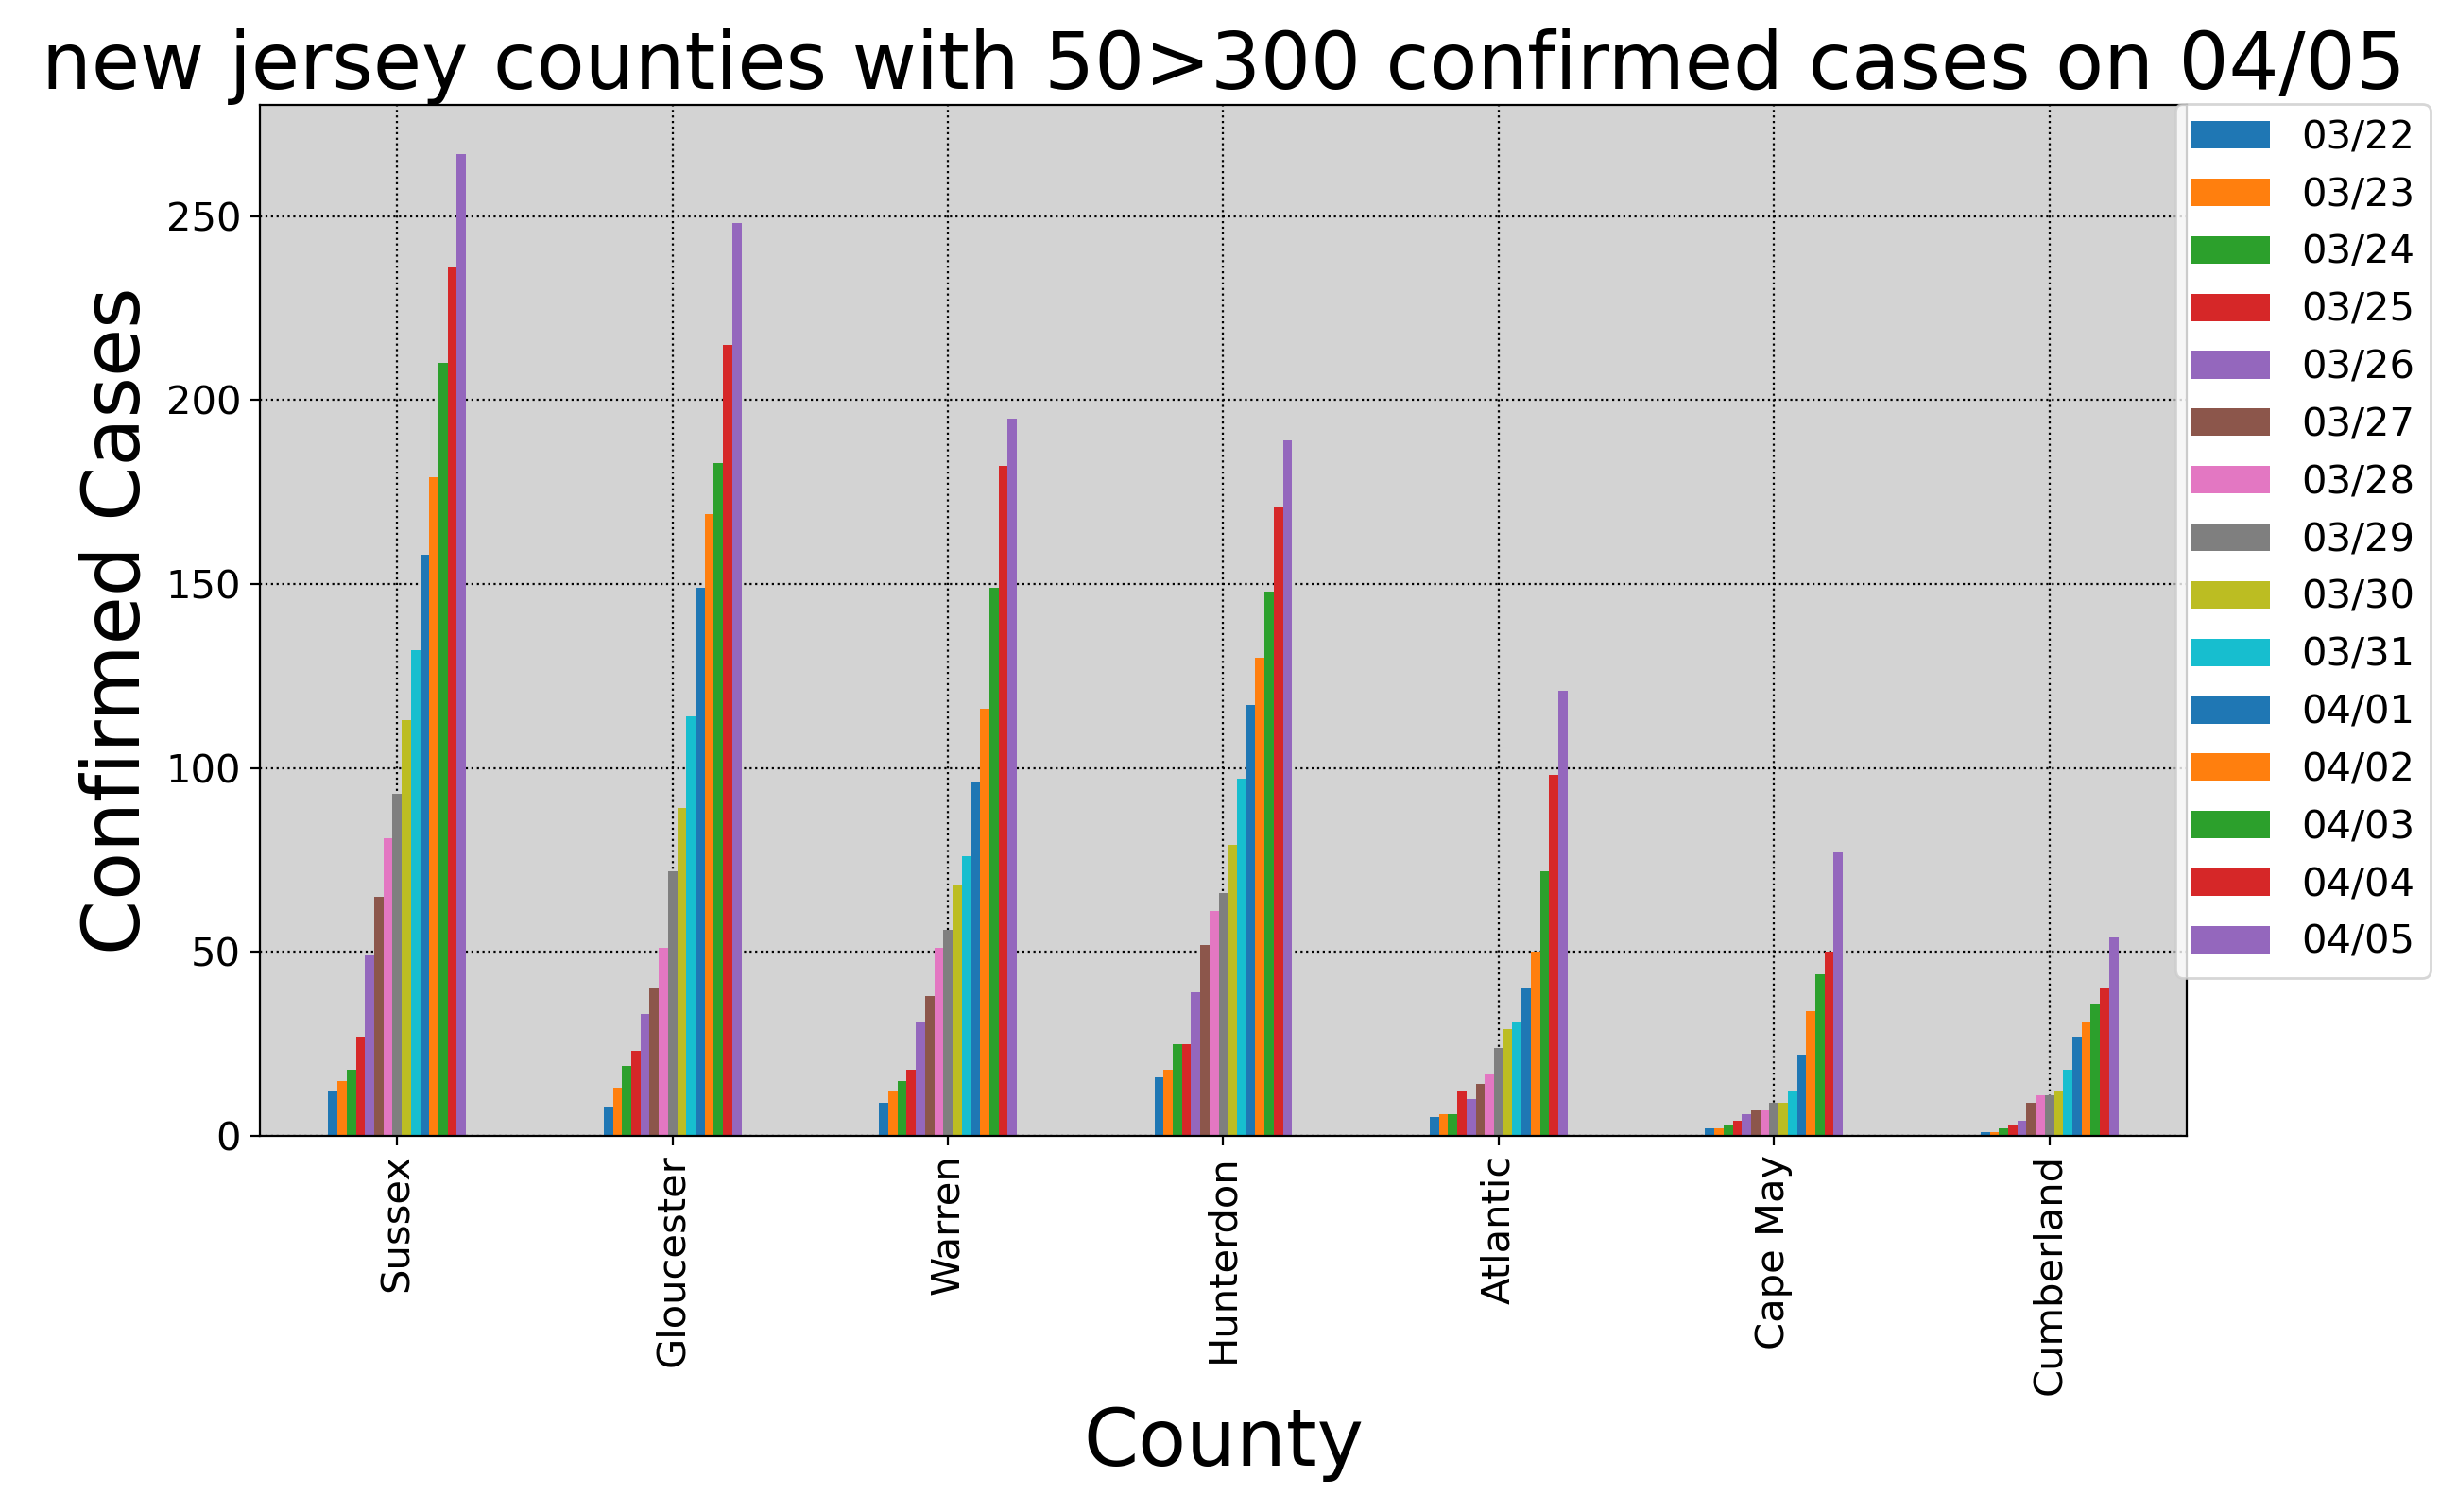 new jersey counties with 50>300 confirmed cases on 04/05
Confirmed Cases
250
200
150
100
50
0
Sussex
Gloucester
Warren
Hunterdon
Atlantic
Cape May
Cumberland
County
03/22
03/23
03/24
03/25
03/26
03/27
03/28
03/29
03/30
03/31
04/01
04/02
04/03
04/04
04/05